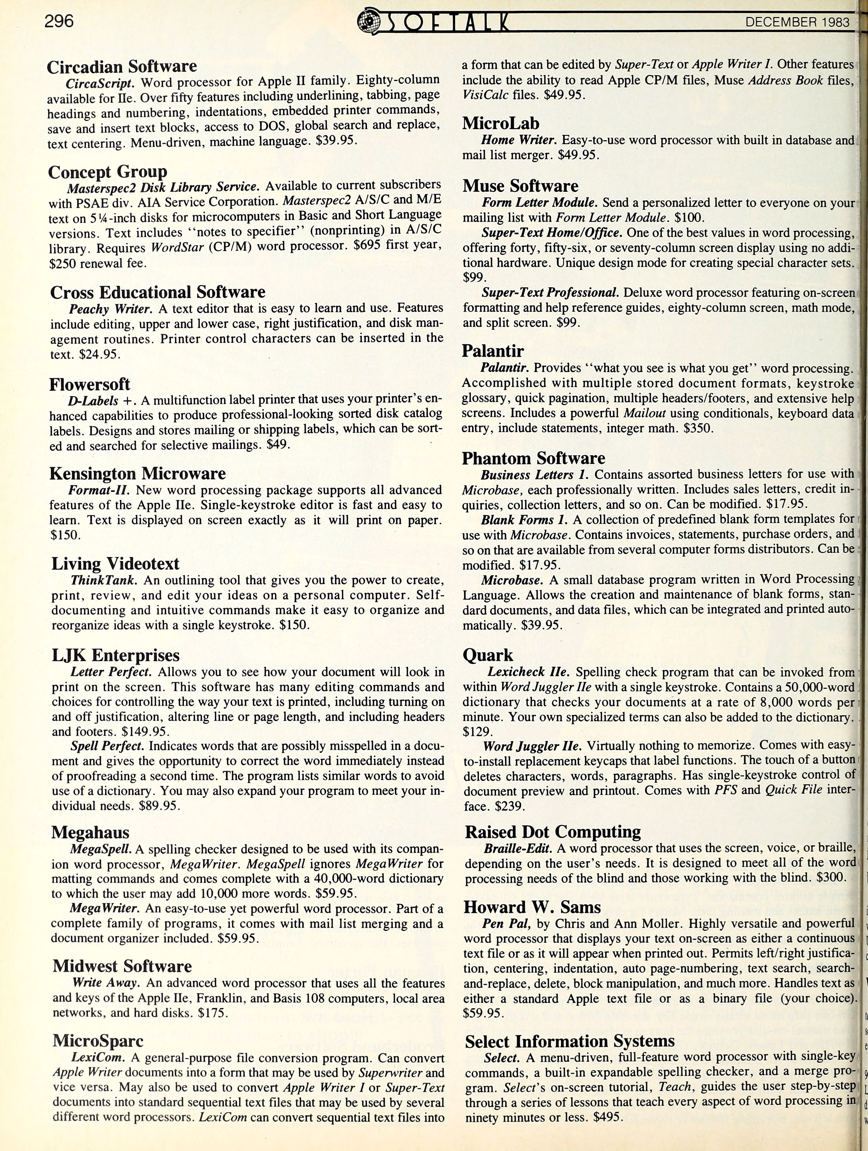 296
SOFTALK
DECEMBER 1983
Circadian Software
CircaScript. Word processor for Apple II family. Eighty-column
available for IIe. Over fifty features including underlining, tabbing, page
headings and numbering, indentations, embedded printer commands,
save and insert text blocks, access to DOS, global search and replace,
text centering. Menu-driven, machine language. $39.95.
Concept Group
Masterspec2 Disk Library Service. Available to current subscribers
with PSAE div. AIA Service Corporation. Masterspec2 A/S/C and M/E
text on 5¼-inch disks for microcomputers in Basic and Short Language
versions. Text includes "notes to specifier" (nonprinting) in A/S/C
library. Requires WordStar (CP/M) word processor. $695 first year,
$250 renewal fee.
Cross Educational Software
Peachy Writer. A text editor that is easy to learn and use. Features
include editing, upper and lower case, right justification, and disk man-
agement routines. Printer control characters can be inserted in the
text. $24.95.
Flowersoft
D-Labels +. A multifunction label printer that uses your printer's en-
hanced capabilities to produce professional-looking sorted disk catalog
labels. Designs and stores mailing or shipping labels, which can be sort-
ed and searched for selective mailings. $49.
Kensington Microware
Format-II. New word processing package supports all advanced
features of the Apple IIe. Single-keystroke editor is fast and easy to
learn. Text is displayed on screen exactly as it will print on paper.
$150.
Living Videotext
ThinkTank. An outlining tool that gives you the power to create,
print, review, and edit your ideas on a personal computer. Self-
documenting and intuitive commands make it easy to organize and
reorganize ideas with a single keystroke. $150.
LJK Enterprises
Letter Perfect. Allows you to see how your document will look in
print on the screen. This software has many editing commands and
choices for controlling the way your text is printed, including turning on
and off justification, altering line or page length, and including headers
and footers. $149.95.
Spell Perfect. Indicates words that are possibly misspelled in a docu-
ment and gives the opportunity to correct the word immediately instead
of proofreading a second time. The program lists similar words to avoid
use of a dictionary. You may also expand your program to meet your in-
dividual needs. $89.95.
Megahaus
MegaSpell. A spelling checker designed to be used with its compan-
ion word processor, MegaWriter. MegaSpell ignores MegaWriter for
matting commands and comes complete with a 40,000-word dictionary
to which the user may add 10,000 more words. $59.95.
MegaWriter. An easy-to-use yet powerful word processor. Part of a
complete family of programs, it comes with mail list merging and a
document organizer included. $59.95.
Midwest Software
Write Away. An advanced word processor that uses all the features
and keys of the Apple IIe, Franklin, and Basis 108 computers, local area
networks, and hard disks. $175.
MicroSparc
LexiCom. A general-purpose file conversion program. Can convert
Apple Writer documents into a form that may be used by Superwriter and
vice versa. May also be used to convert Apple Writer I or Super-Text
documents into standard sequential text files that may be used by several
different word processors. LexiCom can convert sequential text files into
a form that can be edited by Super-Text or Apple Writer I. Other features
include the ability to read Apple CP/M files, Muse Address Book files,
VisiCalc files. $49.95.
MicroLab
Home Writer. Easy-to-use word processor with built in database and
mail list merger. $49.95.
Muse Software
Form Letter Module. Send a personalized letter to everyone on your
mailing list with Form Letter Module. $100.
Super-Text Home/Office. One of the best values in word processing,
offering forty, fifty-six, or seventy-column screen display using no addi-
tional hardware. Unique design mode for creating special character sets.
$99.
Super-Text Professional. Deluxe word processor featuring on-screen
formatting and help reference guides, eighty-column screen, math mode,
and split screen. $99.
Palantir
Palantir. Provides "what you see is what you get" word processing.
Accomplished with multiple stored document formats, keystroke
glossary, quick pagination, multiple headers/footers, and extensive help
screens. Includes a powerful Mailout using conditionals, keyboard data
entry, include statements, integer math. $350.
Phantom Software
Business Letters 1. Contains assorted business letters for use with
Microbase, each professionally written. Includes sales letters, credit in-
quiries, collection letters, and so on. Can be modified. $17.95.
Blank Forms 1. A collection of predefined blank form templates for
use with Microbase. Contains invoices, statements, purchase orders, and
so on that are available from several computer forms distributors. Can be
modified. $17.95.
Microbase. A small database program written in Word Processing
Language. Allows the creation and maintenance of blank forms, stan-
dard documents, and data files, which can be integrated and printed auto-
matically. $39.95.
Quark
Lexicheck IIe. Spelling check program that can be invoked from
within Word Juggler IIe with a single keystroke. Contains a 50,000-word
dictionary that checks your documents at a rate of 8,000 words per
minute. Your own specialized terms can also be added to the dictionary.
$129.
Word Juggler IIe. Virtually nothing to memorize. Comes with easy-
to-install replacement keycaps that label functions. The touch of a button
deletes characters, words, paragraphs. Has single-keystroke control of
document preview and printout. Comes with PFS and Quick File inter-
face. $239.
Raised Dot Computing
Braille-Edit. A word processor that uses the screen, voice, or braille,
depending on the user's needs. It is designed to meet all of the word
processing needs of the blind and those working with the blind. $300.
Howard W. Sams
Pen Pal, by Chris and Ann Moller. Highly versatile and powerful
word processor that displays your text on-screen as either a continuous
text file or as it will appear when printed out. Permits left/right justifica-
tion, centering, indentation, auto page-numbering, text search, search-
and-replace, delete, block manipulation, and much more. Handles text as
either a standard Apple text file or as a binary file (your choice).
$59.95.
Select Information Systems
Select. A menu-driven, full-feature word processor with single-key
commands, a built-in expandable spelling checker, and a merge pro-
gram. Select's on-screen tutorial, Teach, guides the user step-by-step
through a series of lessons that teach every aspect of word processing in
ninety minutes or less. $495.